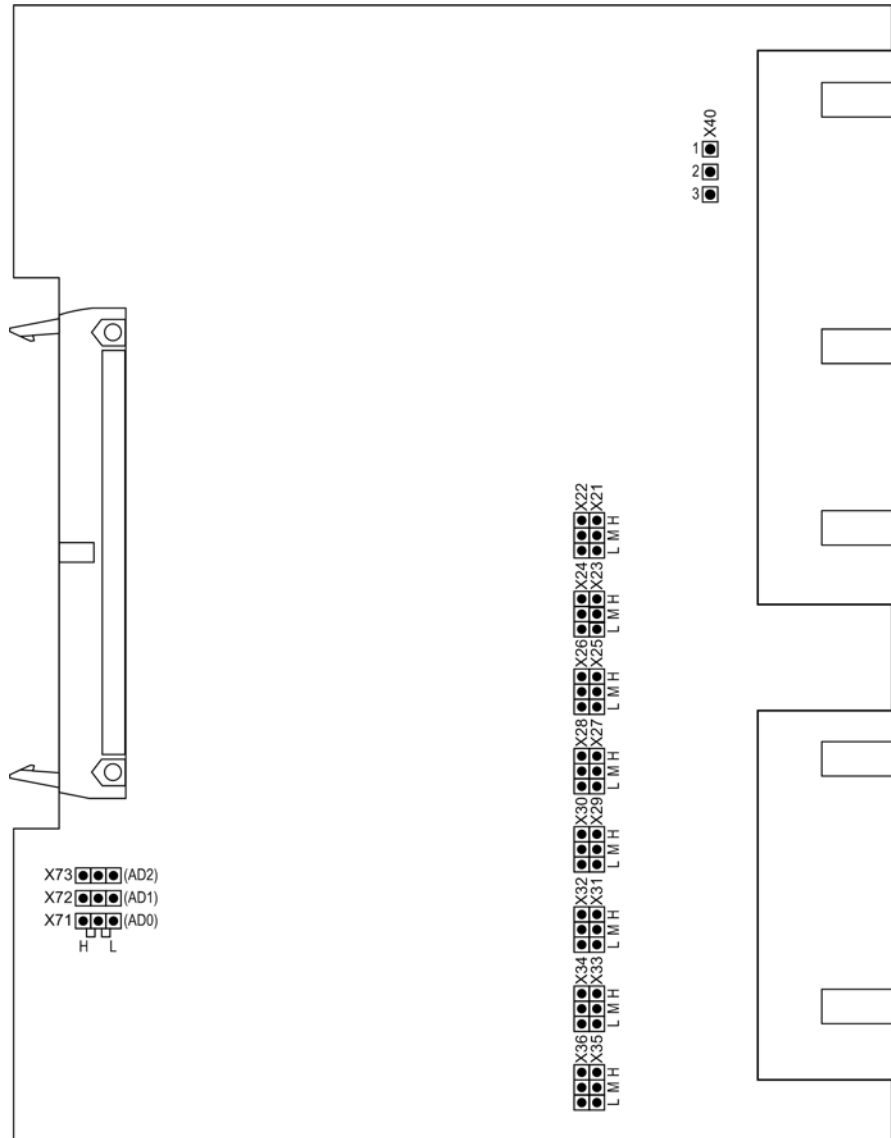 X40
1
2
3
X22 X21
H
M
L
X24 X23
H
M
L
X26 X25
H
M
L
X28 X27
H
M
L
X30 X29
H
M
L
X32 X31
H
M
L
X34 X33
H
M
L
X36 X35
H
M
L
X73 (AD2)
X72 (AD1)
X71 (AD0)
H L